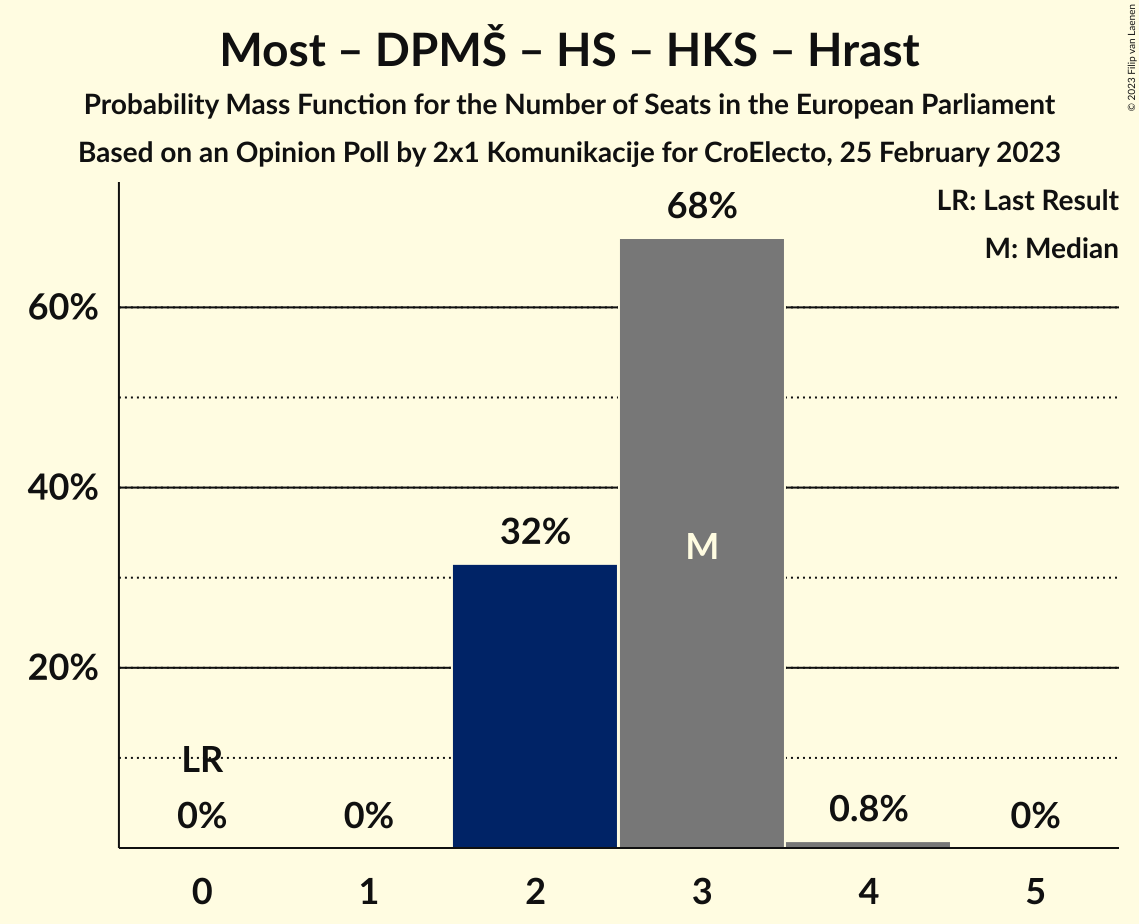 Most – DPMŠ – HS – HKS – Hrast
Probability Mass Function for the Number of Seats in the European Parliament
Based on an Opinion Poll by 2x1 Komunikacije for CroElecto, 25 February 2023
© 2023 Filip van Laenen
LR: Last Result
M: Median
68%
60%
40%
32%
M
20%
LR
0%
0%
0.8%
0%
0 1 2 3 4 5